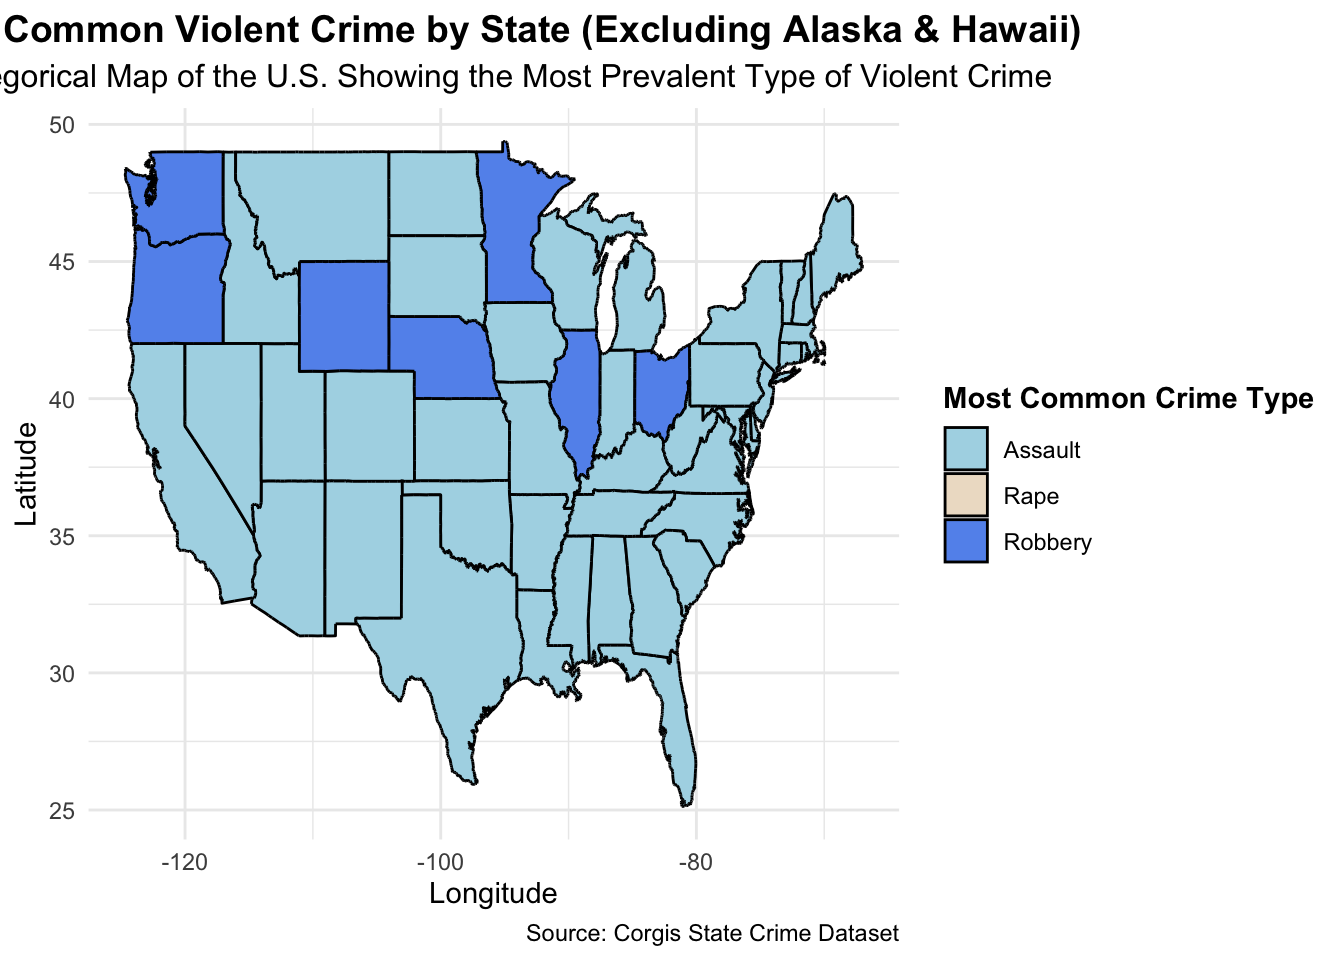 Common Violent Crime by State (Excluding Alaska & Hawaii)
egorical Map of the U.S. Showing the Most Prevalent Type of Violent Crime
50
45
40
35
30
25
Latitude
-120
-100
-80
Longitude
Most Common Crime Type
Assault
Rape
Robbery
Source: Corgis State Crime Dataset